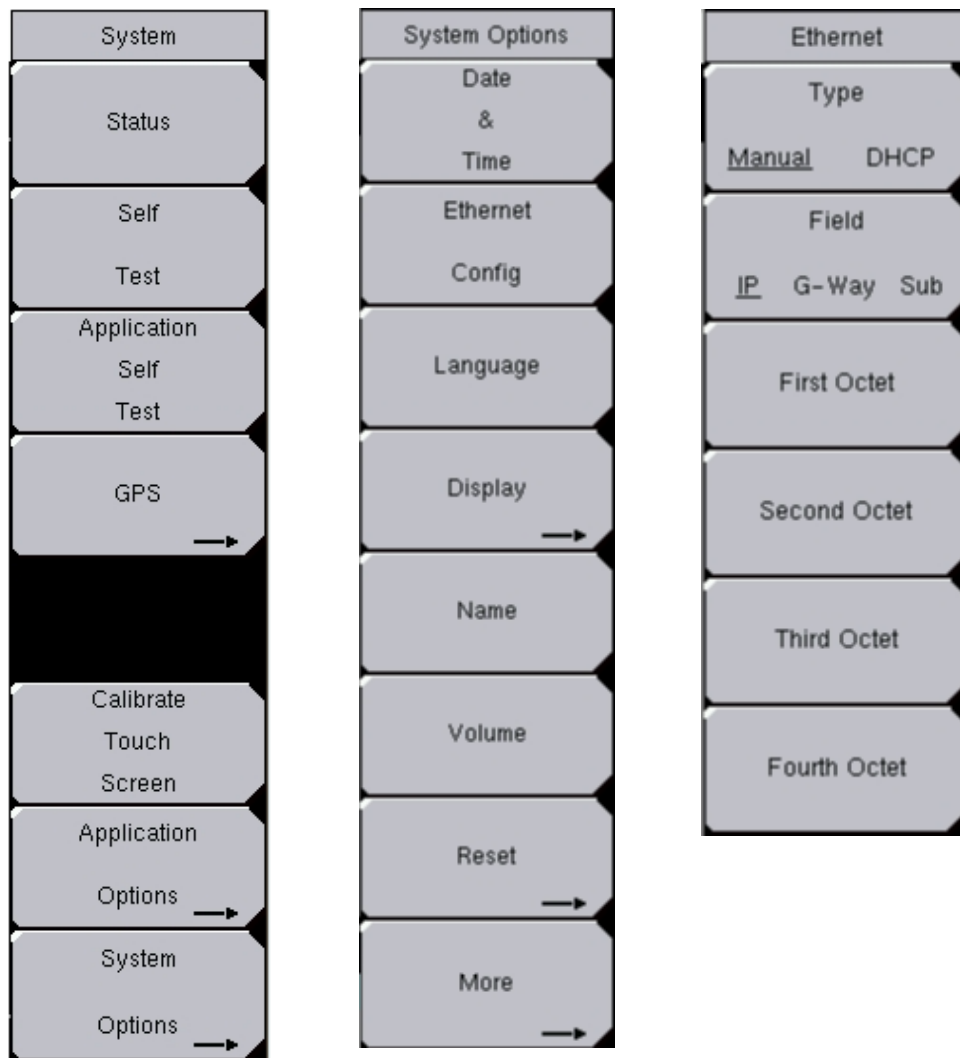 System
Status
Self
Test
Application
Self
Test
GPS
Calibrate
Touch
Screen
Application
Options
System
Options
System Options
Date
&
Time
Ethernet
Config
Language
Display
Name
Volume
Reset
More
Ethernet
Type
Manual DHCP
Field
IP G-Way Sub
First Octet
Second Octet
Third Octet
Fourth Octet